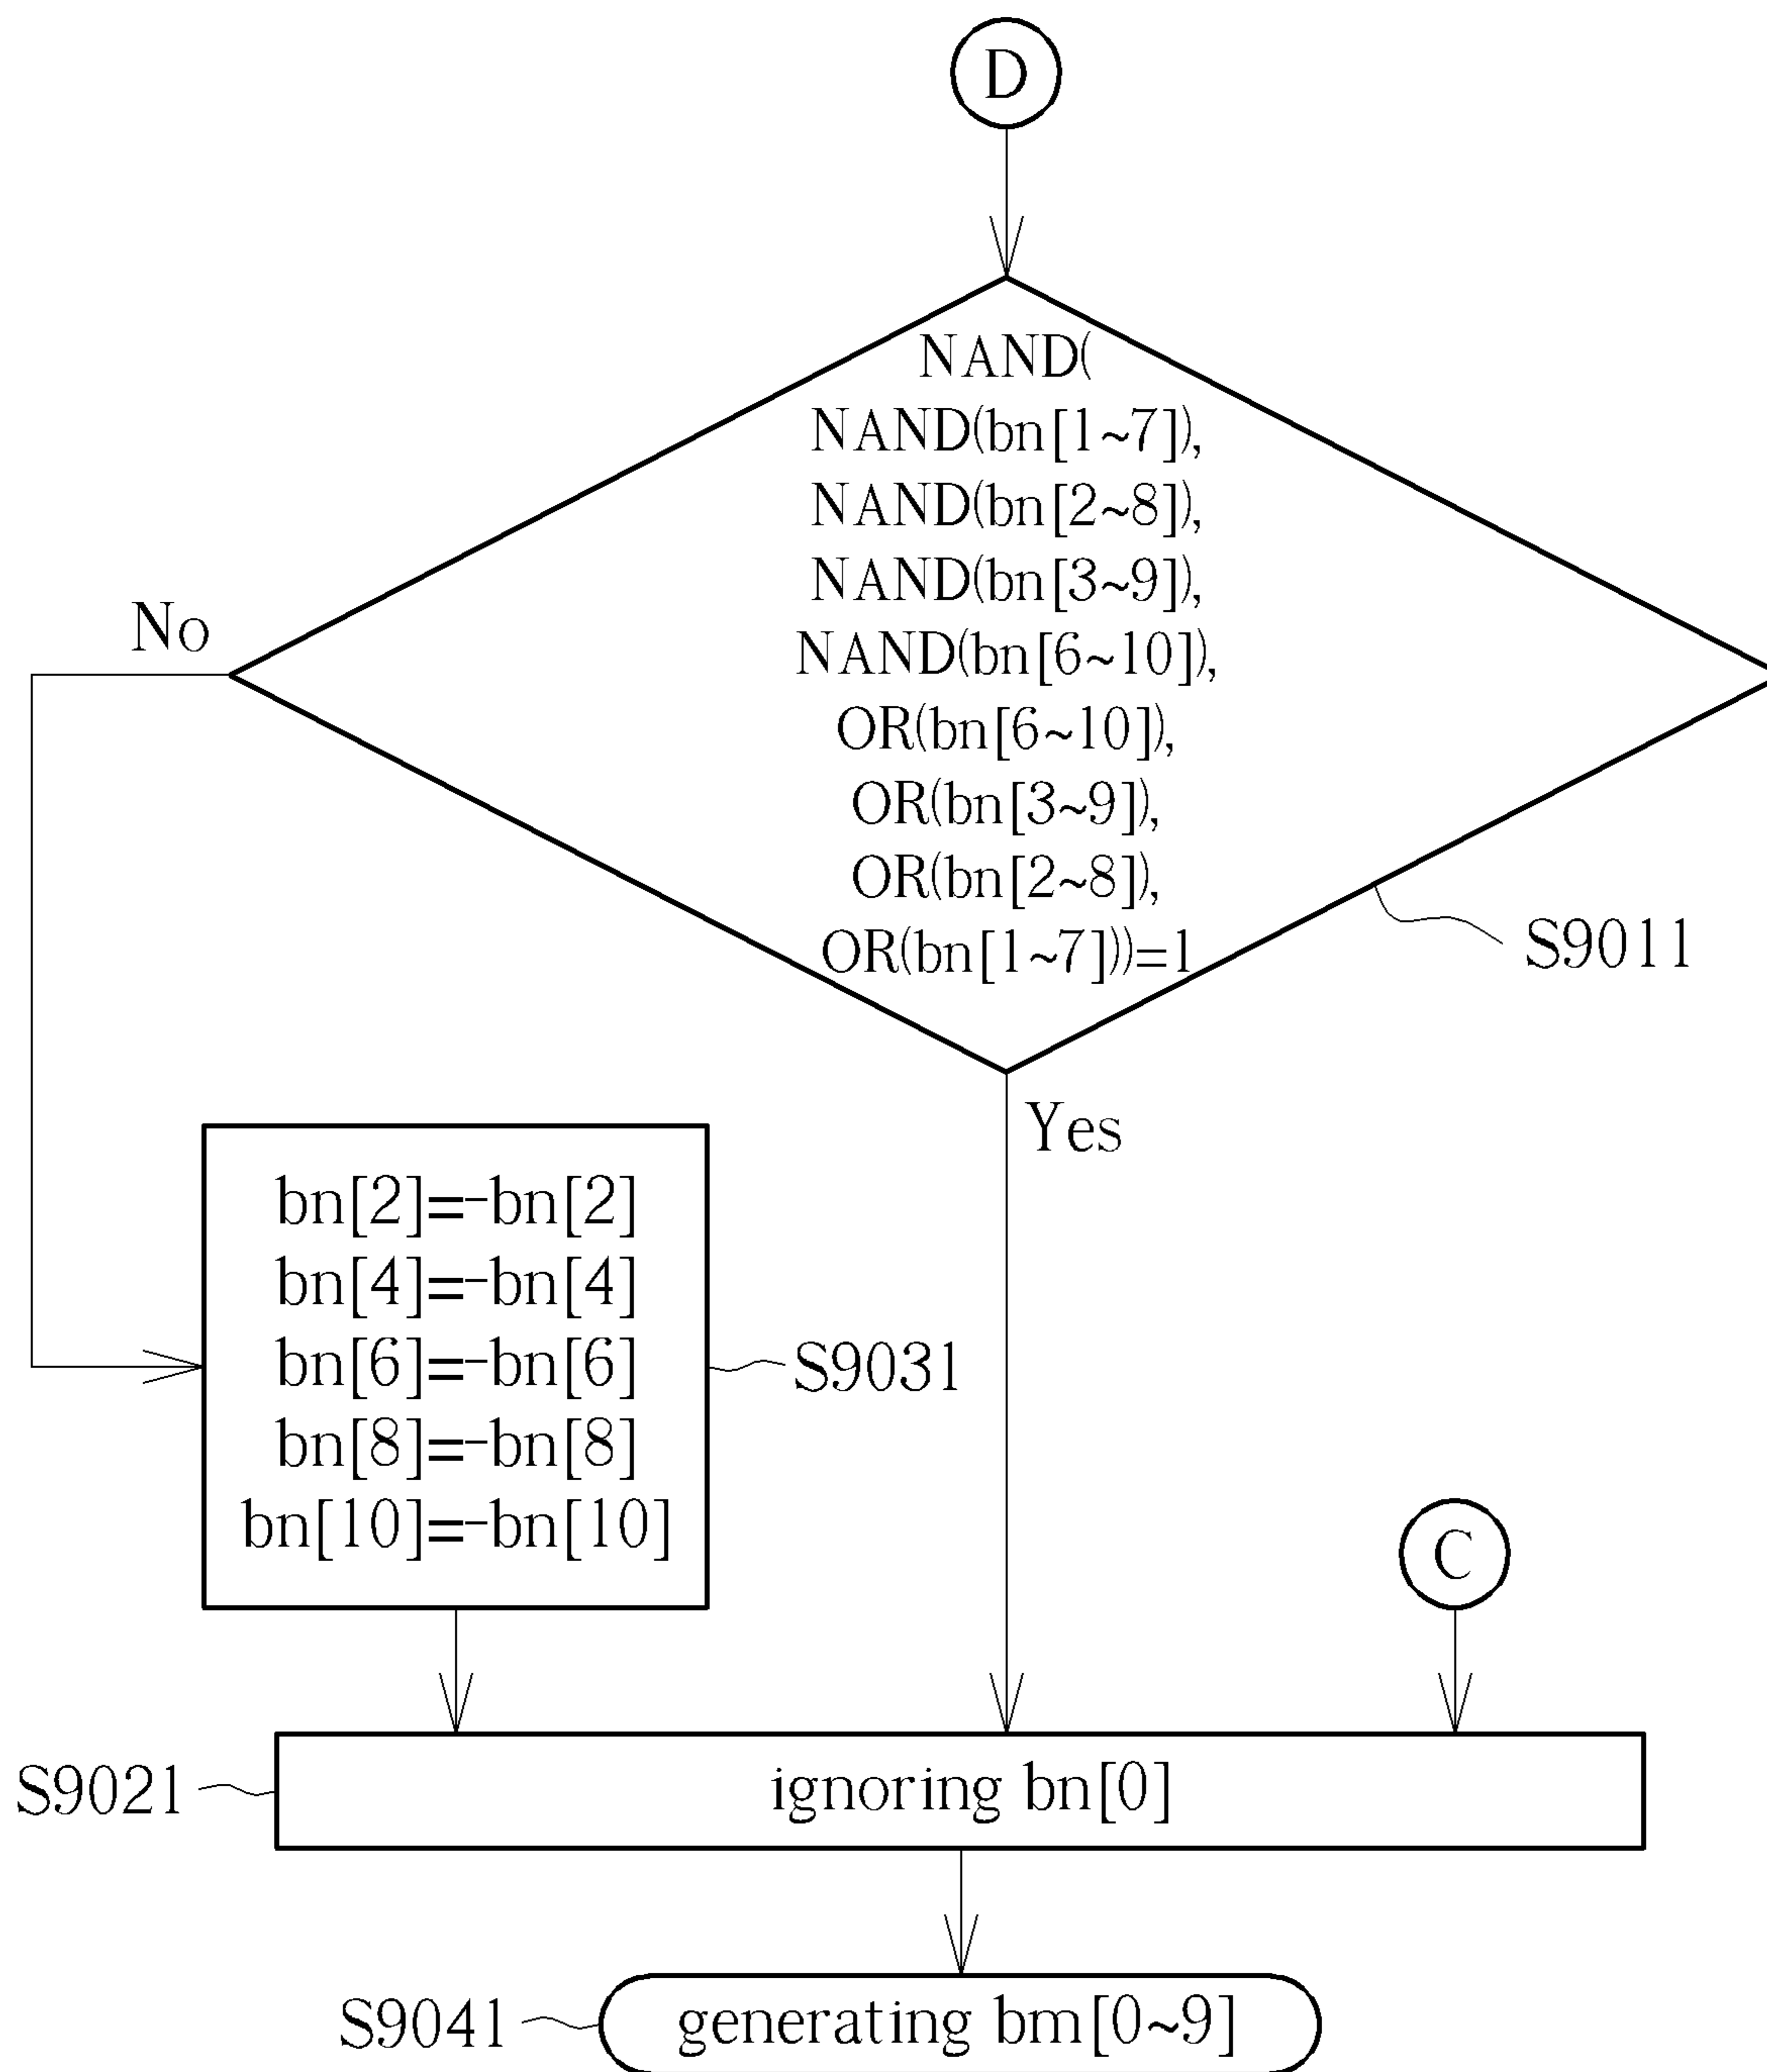 D
NAND(
NAND(bn[1~7]),
NAND(bn[2~8]),
NAND(bn[3~9]),
NAND(bn[6~10]),
OR(bn[6~10]),
OR(bn[3~9]),
OR(bn[2~8]),
OR(bn[1~7]))=1
No
S9011
Yes
bn[2]=-bn[2]
bn[4]=-bn[4]
bn[6]=-bn[6]
bn[8]=-bn[8]
bn[10]=-bn[10]
S9031
C
S9021
ignoring bn[0]
S9041
generating bm[0~9]